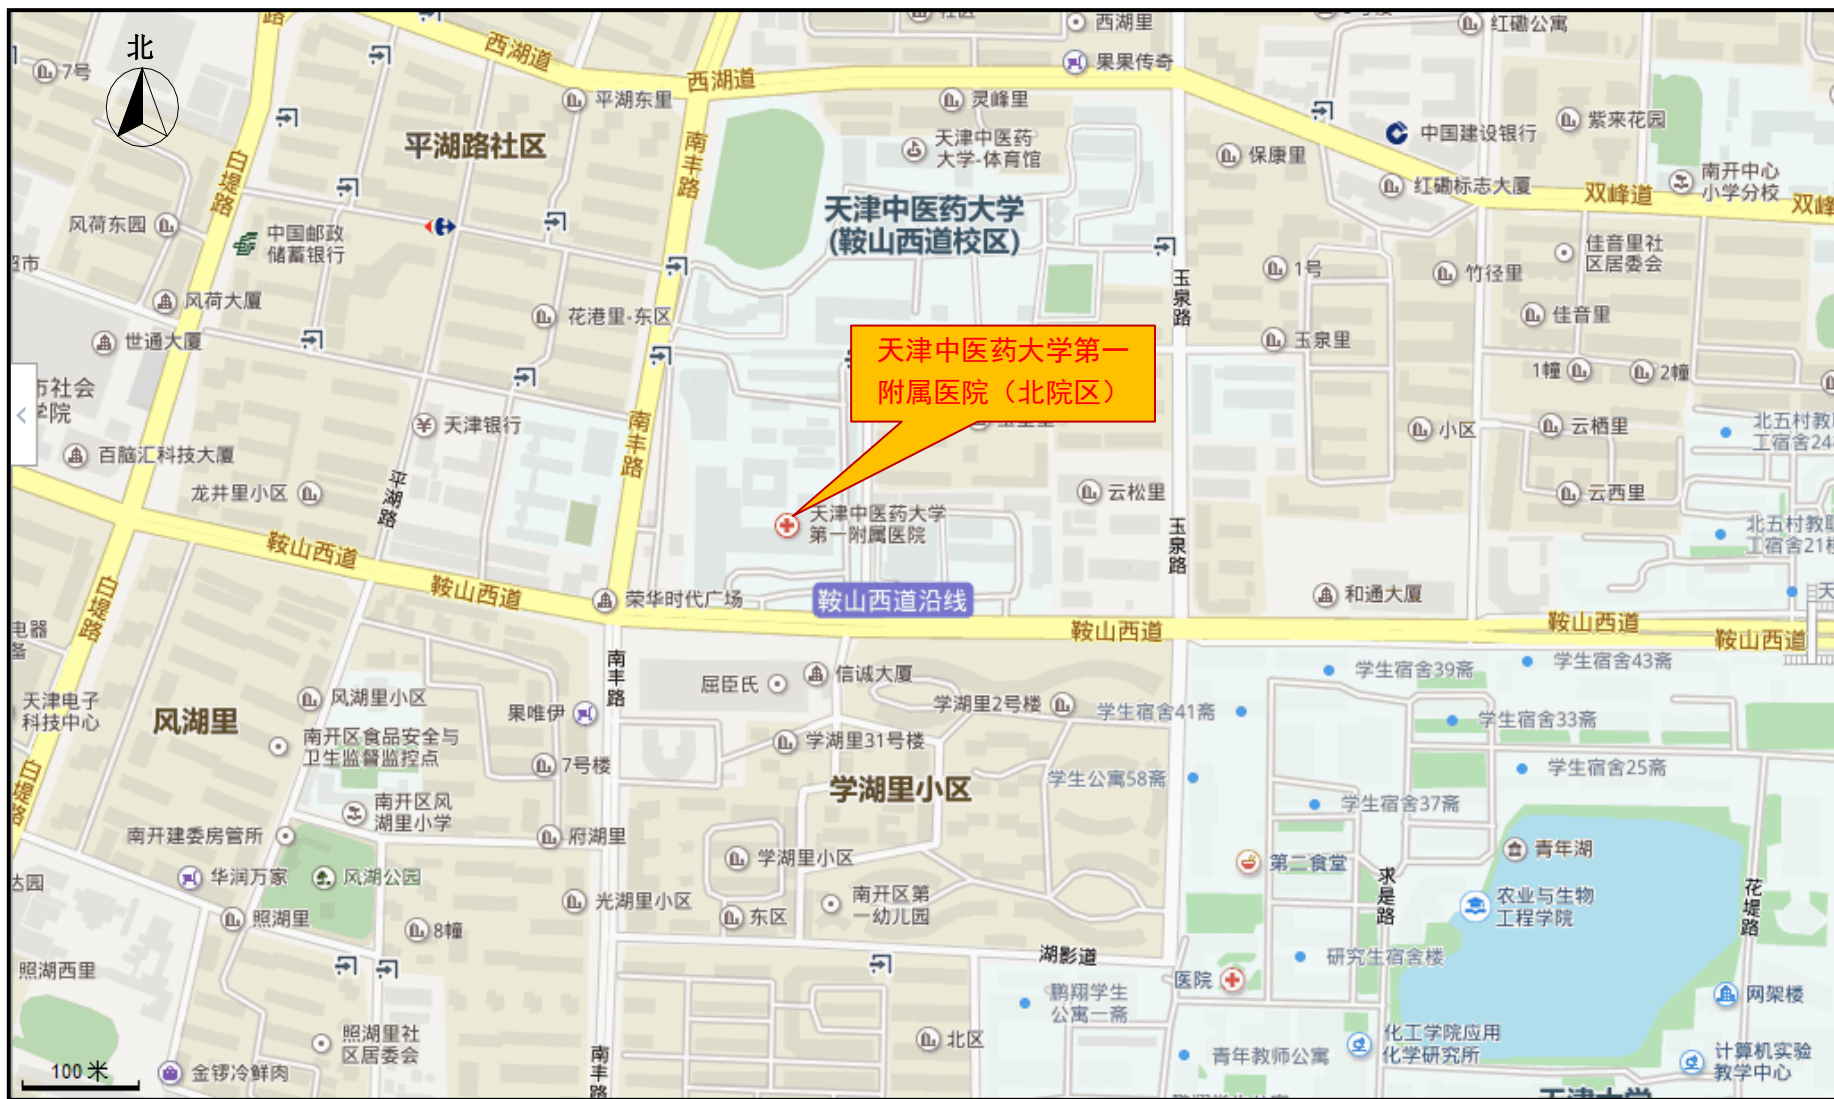 北
7号
西湖道
西湖道
平湖东里
平湖路社区
南丰路
白堤路
风荷东园
中国邮政
储蓄银行
超市
风荷大厦
世通大厦
花港里-东区
市社会
学院
百脑汇科技大厦
天津银行
龙井里小区
平湖路
南丰路
西湖里
红磡公寓
果果传奇
灵峰里
天津中医药
大学-体育馆
天津中医药大学
(鞍山西道校区)
保康里
中国建设银行
紫来花园
红磡标志大厦
南开中心
小学分校
双峰道
双峰
佳音里社
区居委会
1号
竹径里
佳音里
玉泉路
玉泉里
1幢
2幢
天津中医药大学第一
附属医院（北院区）
小区
云栖里
北五村教职
工宿舍24
云松里
云西里
天津中医药大学
第一附属医院
北五村教职
工宿舍21楼
玉泉路
鞍山西道
鞍山西道
荣华时代广场
鞍山西道沿线
和通大厦
天
鞍山西道
鞍山西道
鞍山西道
白堤路
电器
天津电子
科技中心
风湖里
风湖里小区
果唯伊
南丰路
屈臣氏
信诚大厦
学湖里2号楼
学生宿舍41斋
学生宿舍39斋
学生宿舍43斋
学生宿舍33斋
南开区食品安全与
卫生监督监控点
7号楼
学湖里31号楼
学湖里小区
学生公寓58斋
学生宿舍25斋
学生宿舍37斋
白堤路
南开区风
湖里小学
南开建委房管所
府湖里
学湖里小区
第二食堂
青年湖
达园
华润万家
风湖公园
光湖里小区
东区
南开区第
一幼儿园
求是路
农业与生物
工程学院
花堤路
照湖里
8幢
湖影道
研究生宿舍楼
照湖西里
医院
鹏翔学生
公寓一斋
网架楼
照湖里社
区居委会
北区
青年教师公寓
化工学院应用
化学研究所
计算机实验
教学中心
100 米
金锣冷鲜肉
南丰路
天津大学